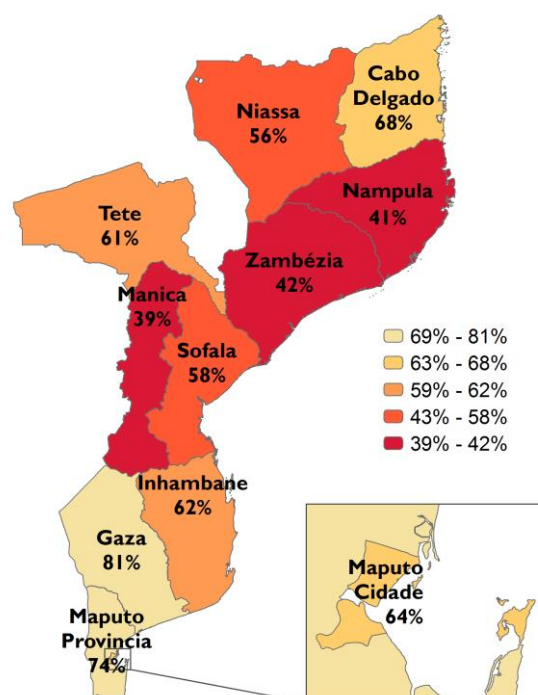 Cabo
Delgado
68%
Niassa
56%
Nampula
41%
Tete
61%
Zambézia
42%
Manica
39%
Sofala
58%
69% - 81%
63% - 68%
59% - 62%
43% - 58%
39% - 42%
Inhambane
62%
Gaza
81%
Maputo
Cidade
64%
Maputo
Provincia
74%